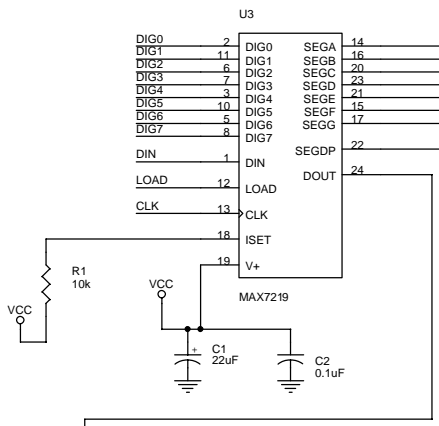 U3
DIG0 2 DIG0 SEGA 14
DIG1 11 DIG1 SEGB 16
DIG2 6 DIG2 SEGC 20
DIG3 7 DIG3 SEGD 23
DIG4 3 DIG4 SEGE 21
DIG5 10 DIG5 SEGF 15
DIG6 5 DIG6 SEGG 17
DIG7 8 DIG7
SEGDP 22
DIN 1 DIN
DOUT 24
LOAD 12 LOAD
CLK 13 CLK
18 ISET
19 V+
R1
10k
VCC
VCC
MAX7219
+
C1
22uF
C2
0.1uF